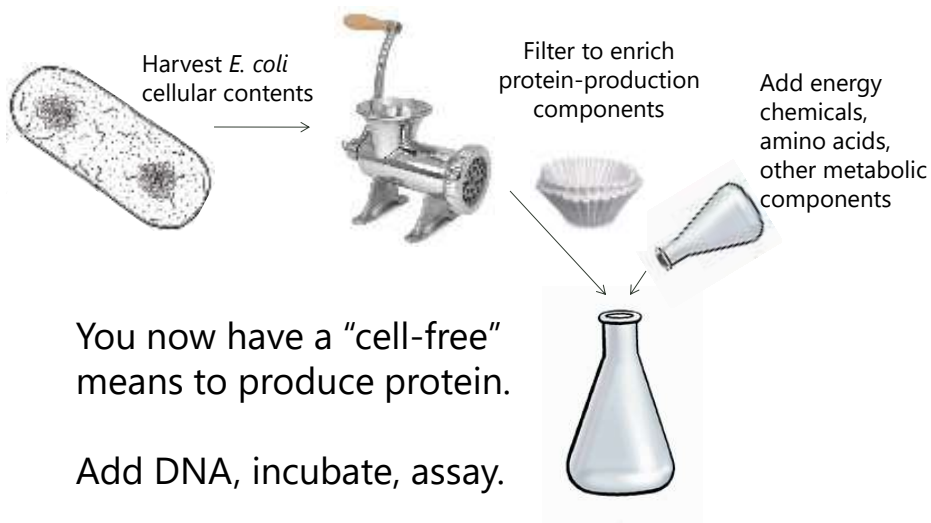 Harvest E. coli
cellular contents
Filter to enrich
protein-production
components
Add energy
chemicals,
amino acids,
other metabolic
components
You now have a “cell-free”
means to produce protein.
Add DNA, incubate, assay.